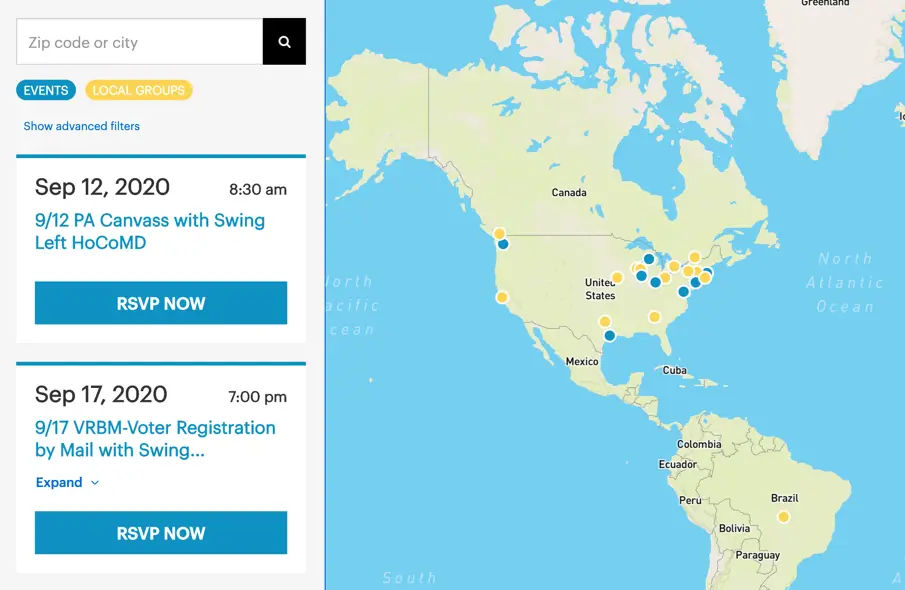 Zip code or city
EVENTS
LOCAL GROUPS
Show advanced filters
Sep 12, 2020
8:30 am
9/12 PA Canvass with Swing
Left HoCoMD
RSVP NOW
Sep 17, 2020
7:00 pm
9/17 VRBM-Voter Registration
by Mail with Swing...
Expand
RSVP NOW
Greenland
Canada
North
Atlantic
Ocean
United
States
Mexico
Cuba
Colombia
Ecuador
Peru
Brazil
Bolivia
Paraguay
South